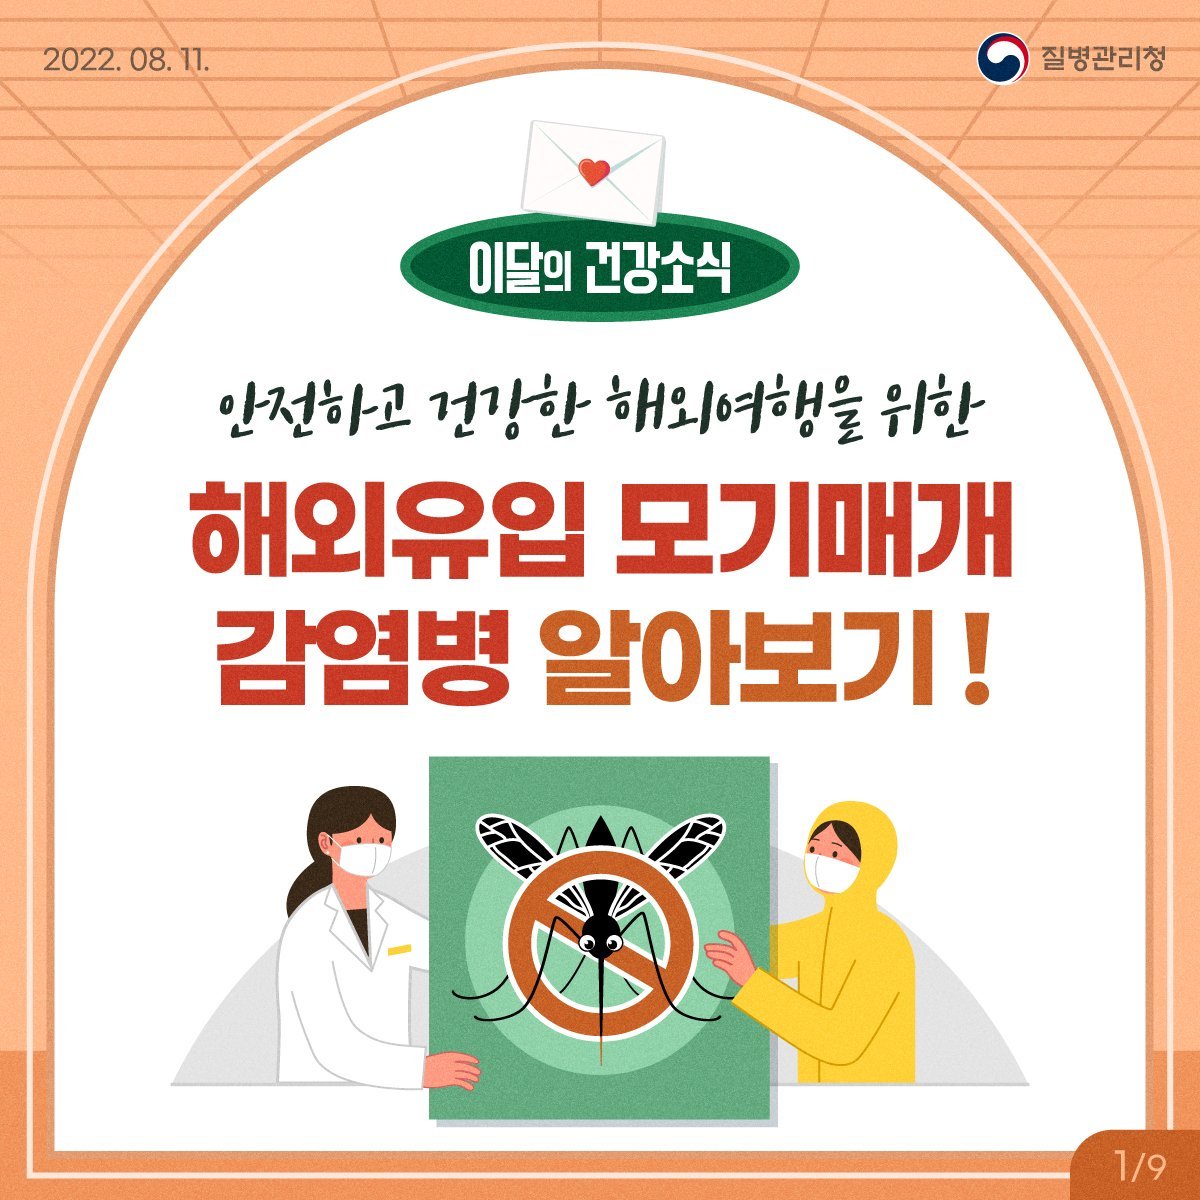 2022. 08. 11.
질병관리청
이달의 건강소식
안전하고 건강한 해외여행을 위한
해외유입 모기매개
감염병 알아보기 !
1/9